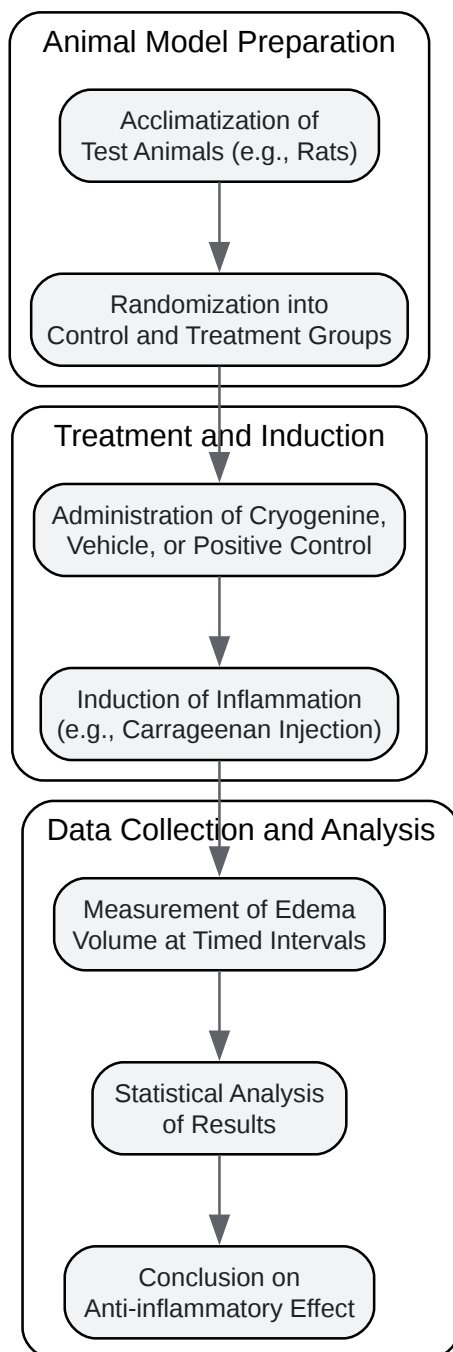 Animal Model Preparation
Acclimatization of
Test Animals (e.g., Rats)
Randomization into
Control and Treatment Groups
Treatment and Induction
Administration of Cryogenine,
Vehicle, or Positive Control
Induction of Inflammation
(e.g., Carrageenan Injection)
Data Collection and Analysis
Measurement of Edema
Volume at Timed Intervals
Statistical Analysis
of Results
Conclusion on
Anti-inflammatory Effect